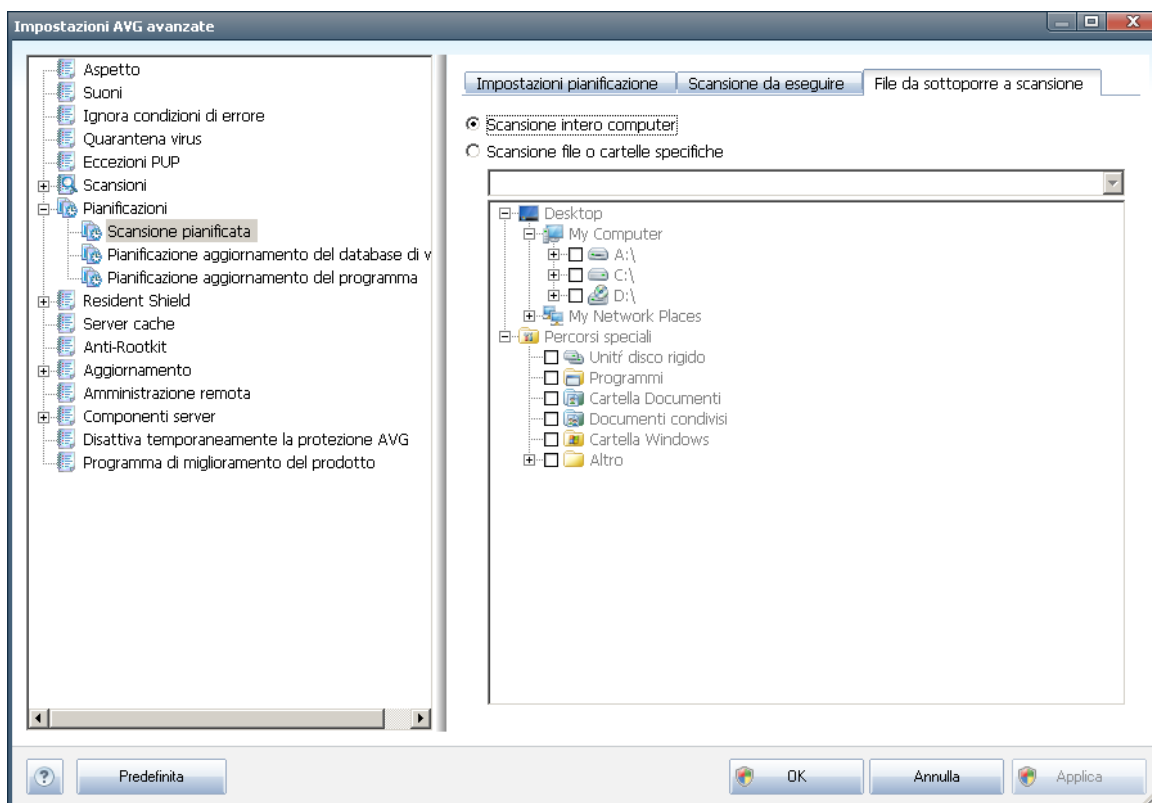 Impostazioni AVG avanzate
Aspetto
Suoni
Ignora condizioni di errore
Quarantena virus
Eccezioni PUP
Scansioni
Pianificazioni
Scansione pianificata
Pianificazione aggiornamento del database di v
Pianificazione aggiornamento del programma
Resident Shield
Server cache
Anti-Rootkit
Aggiornamento
Amministrazione remota
Componenti server
Disattiva temporaneamente la protezione AVG
Programma di miglioramento del prodotto
Impostazioni pianificazione
Scansione da eseguire
File da sottoporre a scansione
Scansione intero computer
Scansione file o cartelle specifiche
Desktop
My Computer
A:\
C:\
D:\
My Network Places
Percorsi speciali
Unitŕ disco rigido
Programmi
Cartella Documenti
Documenti condivisi
Cartella Windows
Altro
?
Predefinita
OK
Annulla
Applica